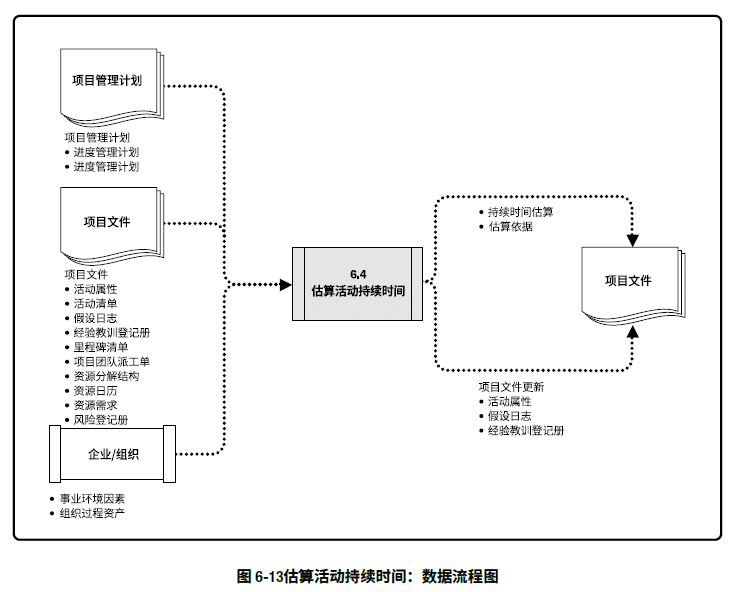 项目管理计划
项目管理计划
• 进度管理计划
• 进度管理计划
项目文件
项目文件
• 活动属性
• 活动清单
• 假设日志
• 经验教训登记册
• 里程碑清单
• 项目团队派工单
• 资源分解结构
• 资源日历
• 资源需求
• 风险登记册
企业/组织
• 事业环境因素
• 组织过程资产
6.4
估算活动持续时间
• 持续时间估算
• 估算依据
项目文件
项目文件更新
• 活动属性
• 假设日志
• 经验教训登记册
图 6-13估算活动持续时间：数据流程图